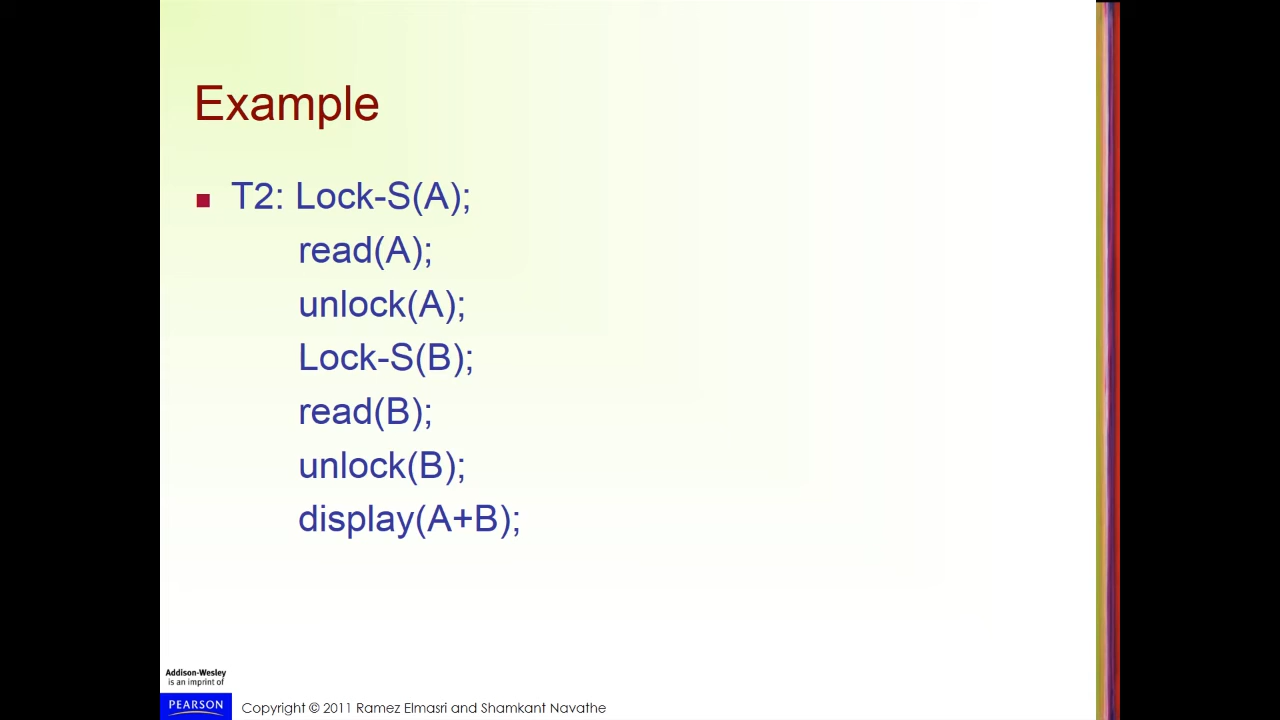 Example
T2: Lock-S(A);
read(A);
unlock(A);
Lock-S(B);
read(B);
unlock(B);
display(A+B);
Addison-Wesley
is an imprint of
PEARSON
Copyright © 2011 Ramez Elmasri and Shamkant Navathe